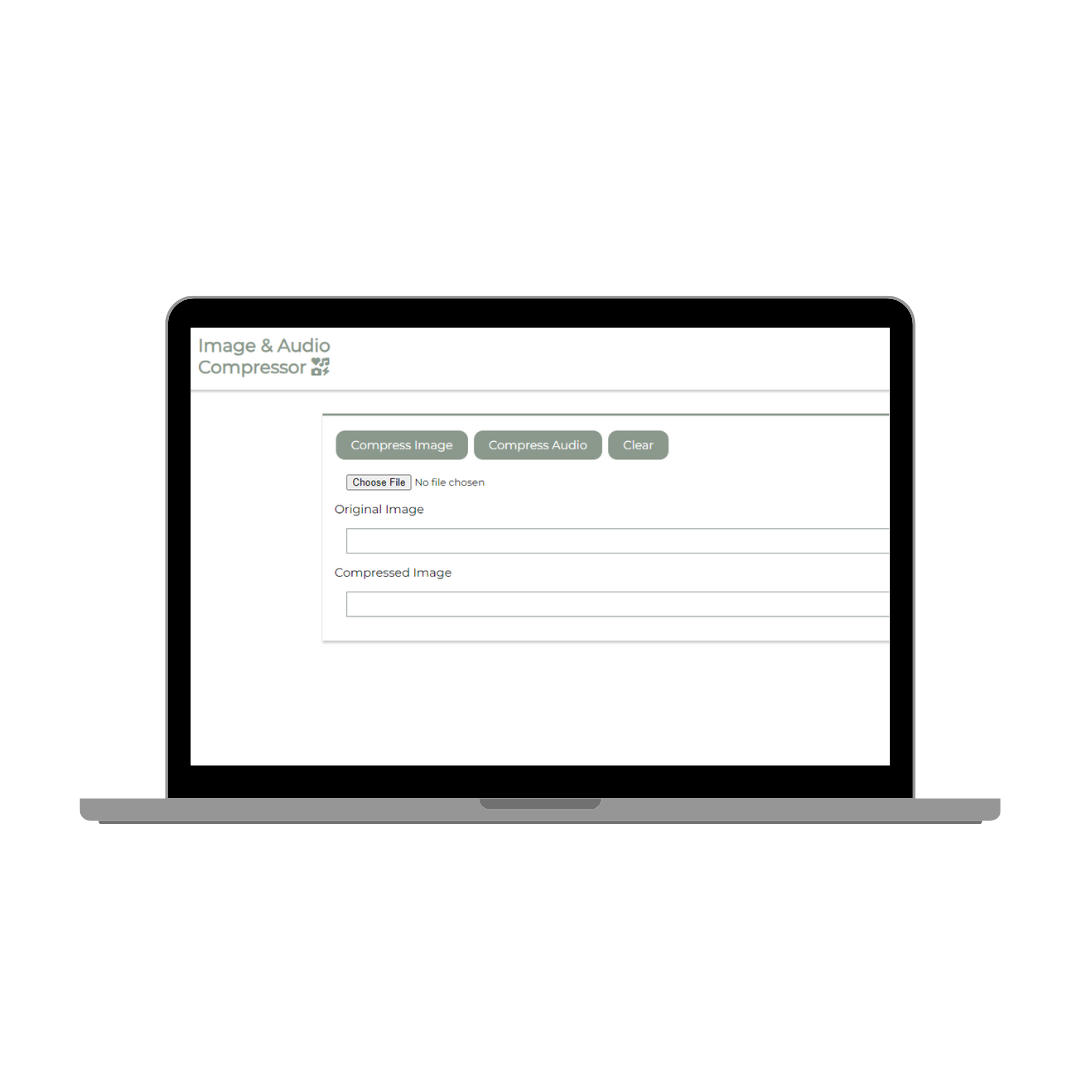 Image & Audio
Compressor
Compress Image Compress Audio Clear
Choose File No file chosen
Original Image
Compressed Image